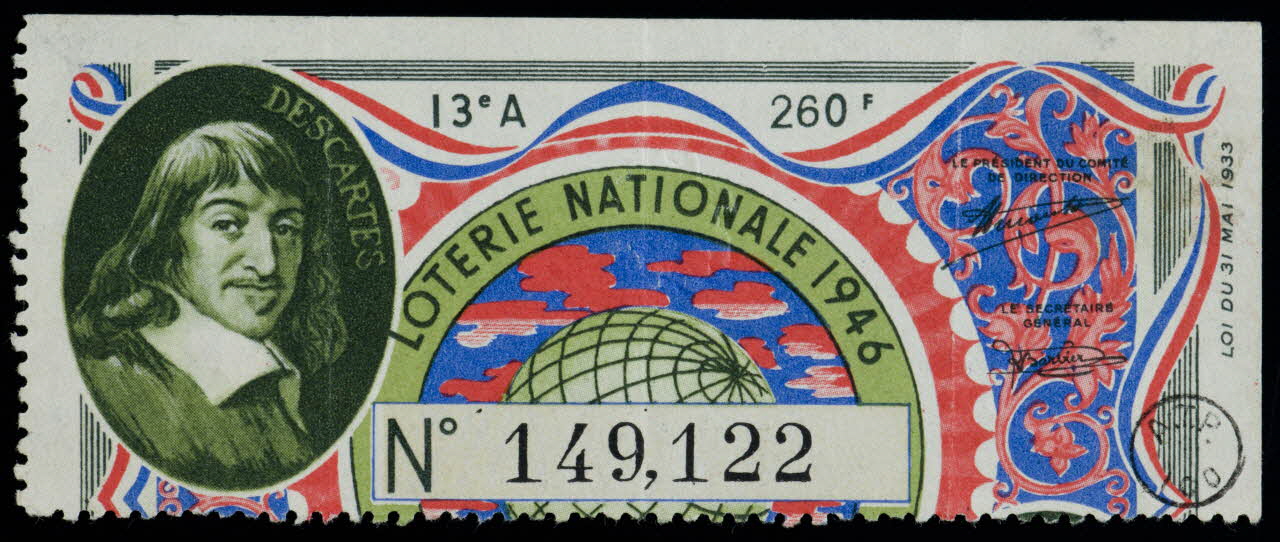 DESCARTES
13e A
260 F
LOTERIE NATIONALE 1946
N° 149,122
LE PRÉSIDENT DU COMITÉ
DE DIRECTION
LE SECRÉTAIRE
GÉNÉRAL
LOI DU 31 MAI 1933